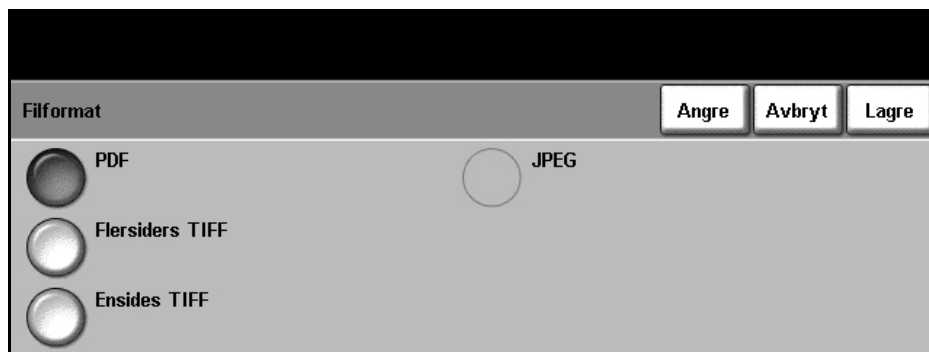 Filformat
Angre
Avbryt
Lagre
PDF
JPEG
Flersiders TIFF
Ensides TIFF